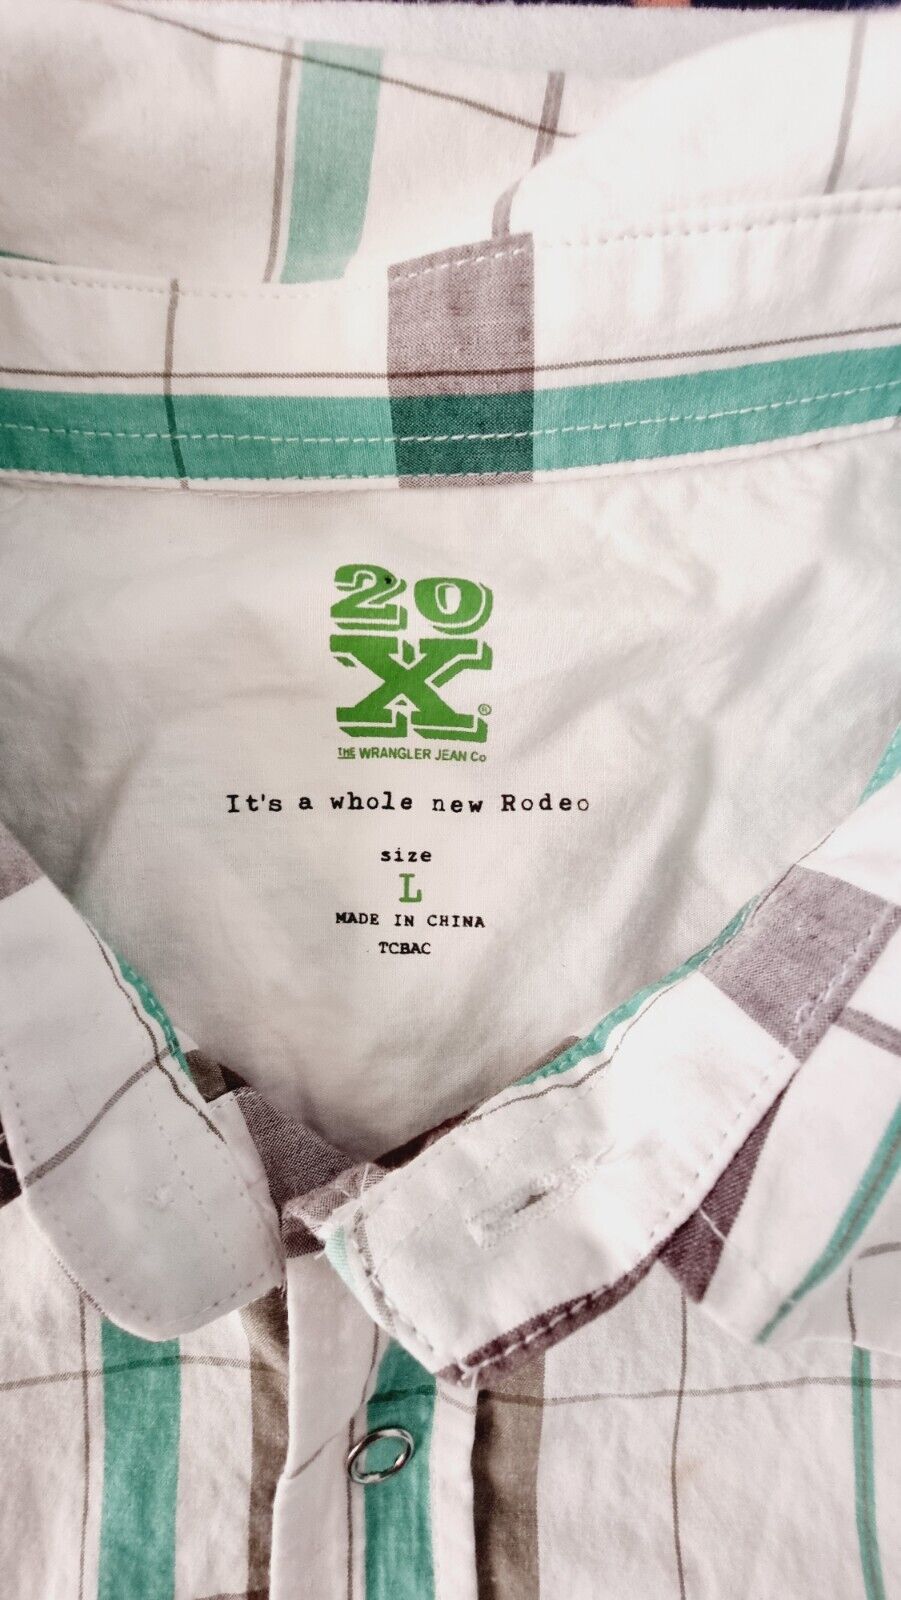 20
X®
THE WRANGLER JEAN Co
It's a whole new Rodeo
size
L
MADE IN CHINA
TCBAC